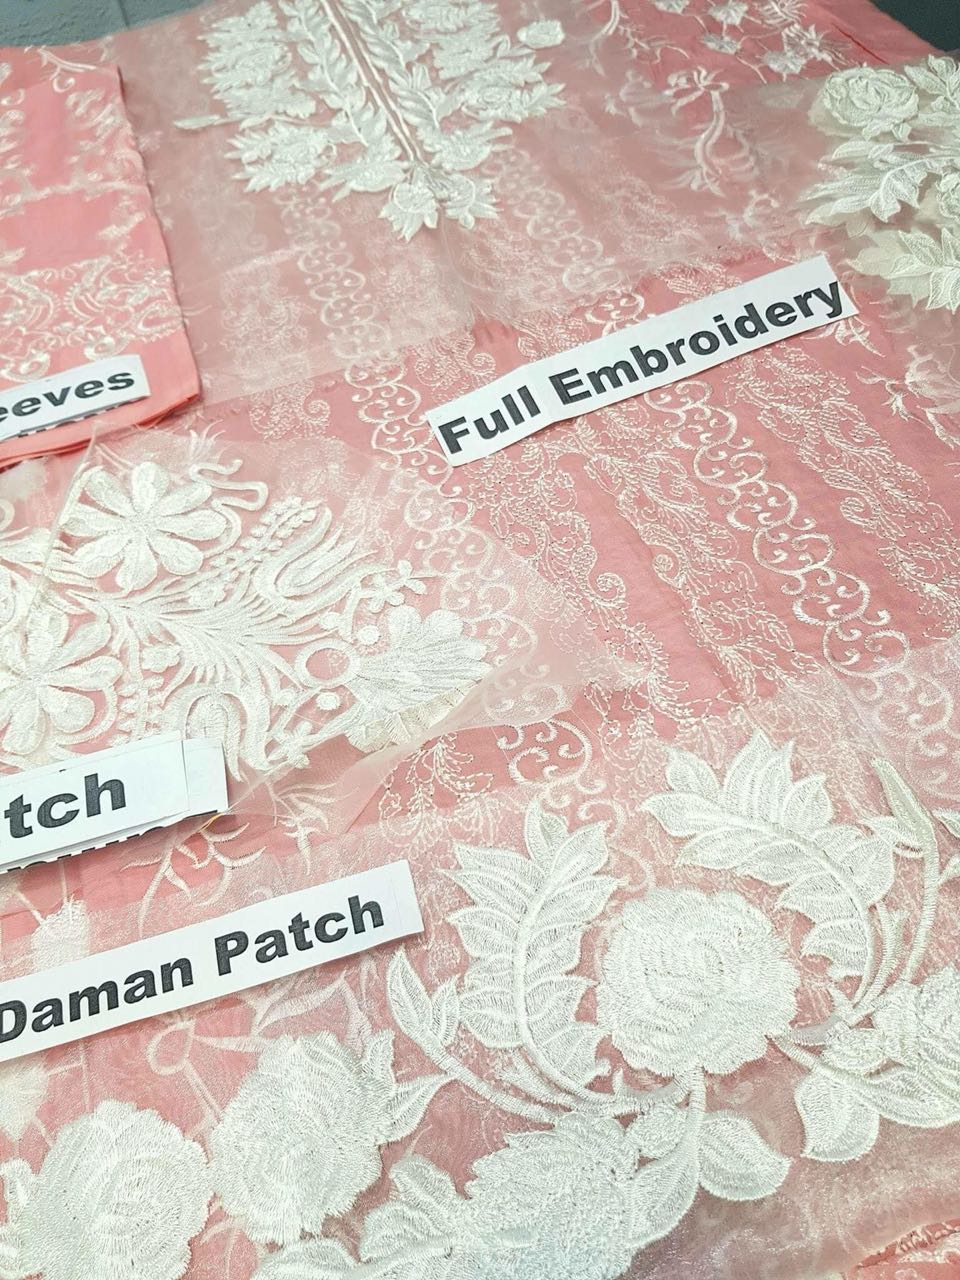 Full Embroidery
eeves
tch
Daman Patch